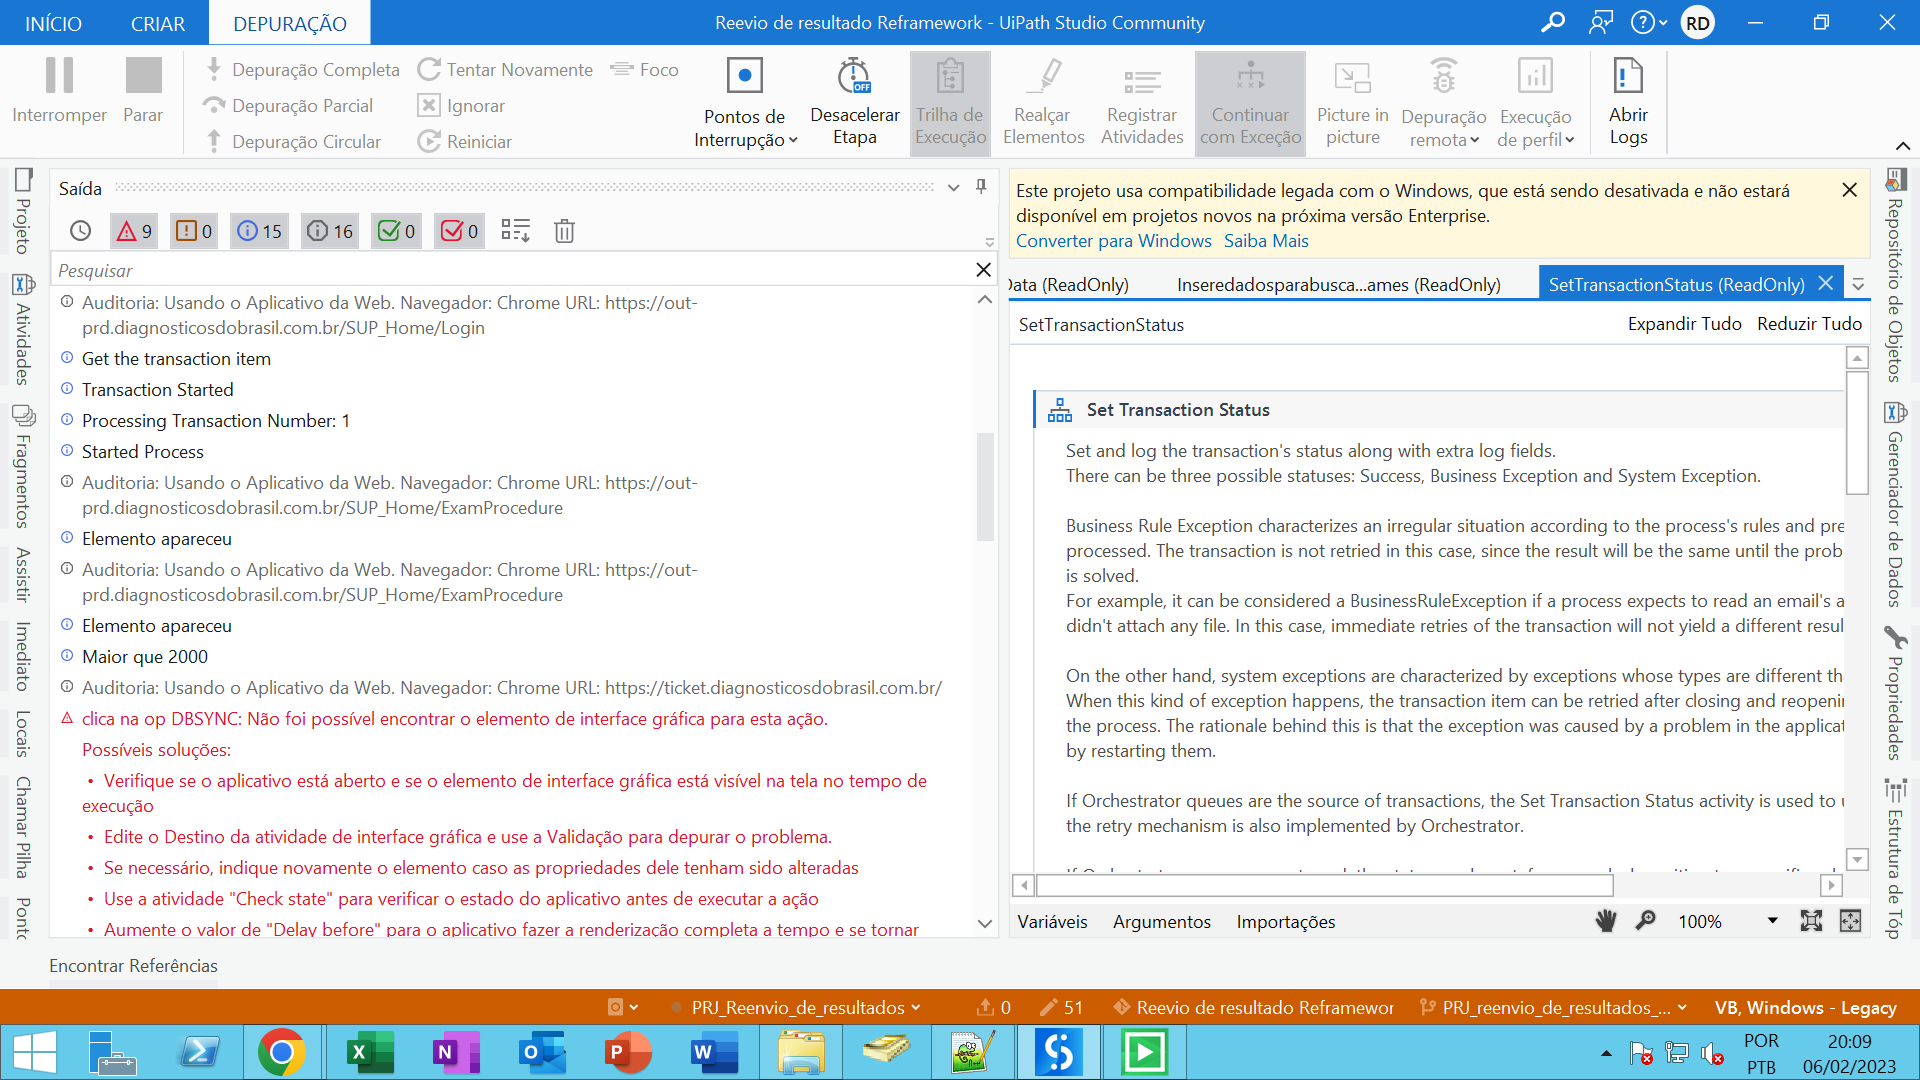 INÍCIO
CRIAR
DEPURAÇÃO
Reevio de resultado Reframework - UiPath Studio Community
RD
Interromper
Parar
Depuração Completa
Depuração Parcial
Depuração Circular
Tentar Novamente
Ignorar
Reiniciar
Foco
Pontos de
Interrupção
OFF
Desacelerar
Etapa
Trilha de
Execução
Realçar
Elementos
Registrar
Atividades
Continuar
com Exceção
Picture in
picture
Depuração
remota
Execução
de perfil
Abrir
Logs
Projeto
Atividades
Fragmentos
Assistir
Imediato
Locais
Chamar Pilha
Saída
9
0
15
16
0
0
Pesquisar
Auditoria: Usando o Aplicativo da Web. Navegador: Chrome URL: https://out-
prd.diagnosticosdobrasil.com.br/SUP_Home/Login
Get the transaction item
Transaction Started
Processing Transaction Number: 1
Started Process
Auditoria: Usando o Aplicativo da Web. Navegador: Chrome URL: https://out-
prd.diagnosticosdobrasil.com.br/SUP_Home/ExamProcedure
Elemento apareceu
Auditoria: Usando o Aplicativo da Web. Navegador: Chrome URL: https://out-
prd.diagnosticosdobrasil.com.br/SUP_Home/ExamProcedure
Elemento apareceu
Maior que 2000
Auditoria: Usando o Aplicativo da Web. Navegador: Chrome URL: https://ticket.diagnosticosdobrasil.com.br/
clica na op DBSYNC: Não foi possível encontrar o elemento de interface gráfica para esta ação.
Possíveis soluções:
• Verifique se o aplicativo está aberto e se o elemento de interface gráfica está visível na tela no tempo de
execução
• Edite o Destino da atividade de interface gráfica e use a Validação para depurar o problema.
• Se necessário, indique novamente o elemento caso as propriedades dele tenham sido alteradas
• Use a atividade "Check state" para verificar o estado do aplicativo antes de executar a ação
• Aumente o valor de "Delay before" para o aplicativo fazer a renderização completa a tempo e se tornar
Este projeto usa compatibilidade legada com o Windows, que está sendo desativada e não estará
disponível em projetos novos na próxima versão Enterprise.
Converter para Windows Saiba Mais
Data (ReadOnly)
Inseredadosparabusca...ames (ReadOnly)
SetTransactionStatus (ReadOnly)
SetTransactionStatus
Expandir Tudo Reduzir Tudo
Set Transaction Status
Set and log the transaction's status along with extra log fields.
There can be three possible statuses: Success, Business Exception and System Exception.
Business Rule Exception characterizes an irregular situation according to the process's rules and pre
processed. The transaction is not retried in this case, since the result will be the same until the prob
is solved.
For example, it can be considered a BusinessRuleException if a process expects to read an email's a
didn't attach any file. In this case, immediate retries of the transaction will not yield a different resul
On the other hand, system exceptions are characterized by exceptions whose types are different th
When this kind of exception happens, the transaction item can be retried after closing and reopenin
the process. The rationale behind this is that the exception was caused by a problem in the applicat
by restarting them.
If Orchestrator queues are the source of transactions, the Set Transaction Status activity is used to u
the retry mechanism is also implemented by Orchestrator.
Variáveis
Argumentos
Importações
100%
Repositório de Objetos
Gerenciador de Dados
Propriedades
Estrutura de Tóp
Encontrar Referências
PRJ_Reenvio_de_resultados
0
51
Reevio de resultado Reframewor
PRJ_reenvio_de_resultados_...
VB, Windows - Legacy
POR
PTB
20:09
06/02/2023